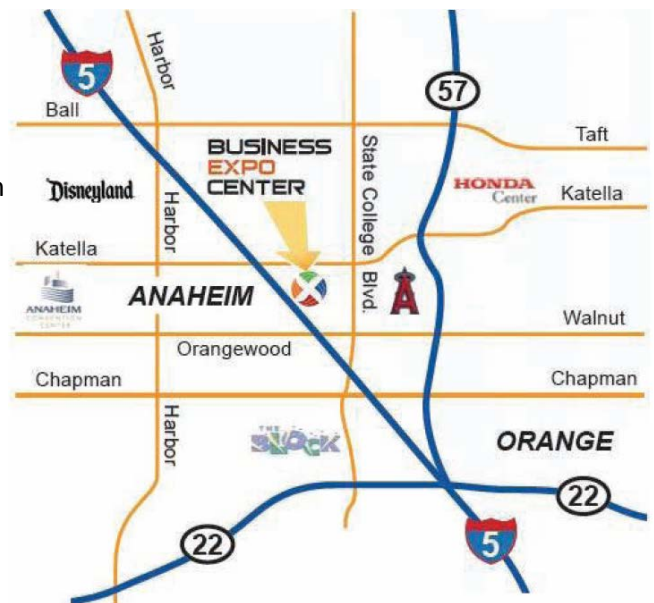 Harbor
5
57
Ball
Taft
BUSINESS
EXPO
CENTER
State College
Blvd.
n
Disneyland
Harbor
HONDA
Center
Katella
Katella
ANAHEIM
CONVENTION
CENTER
ANAHEIM
A
Walnut
Orangewood
Chapman
Chapman
Harbor
THE
BLOCK
ORANGE
22
22
5